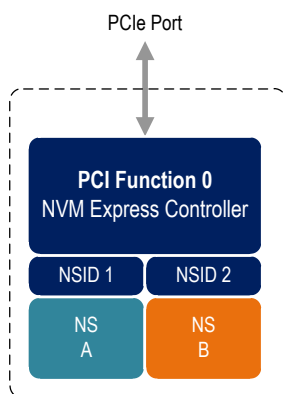 PCIe Port
PCI Function 0
NVM Express Controller
NSID 1
NSID 2
NS
A
NS
B